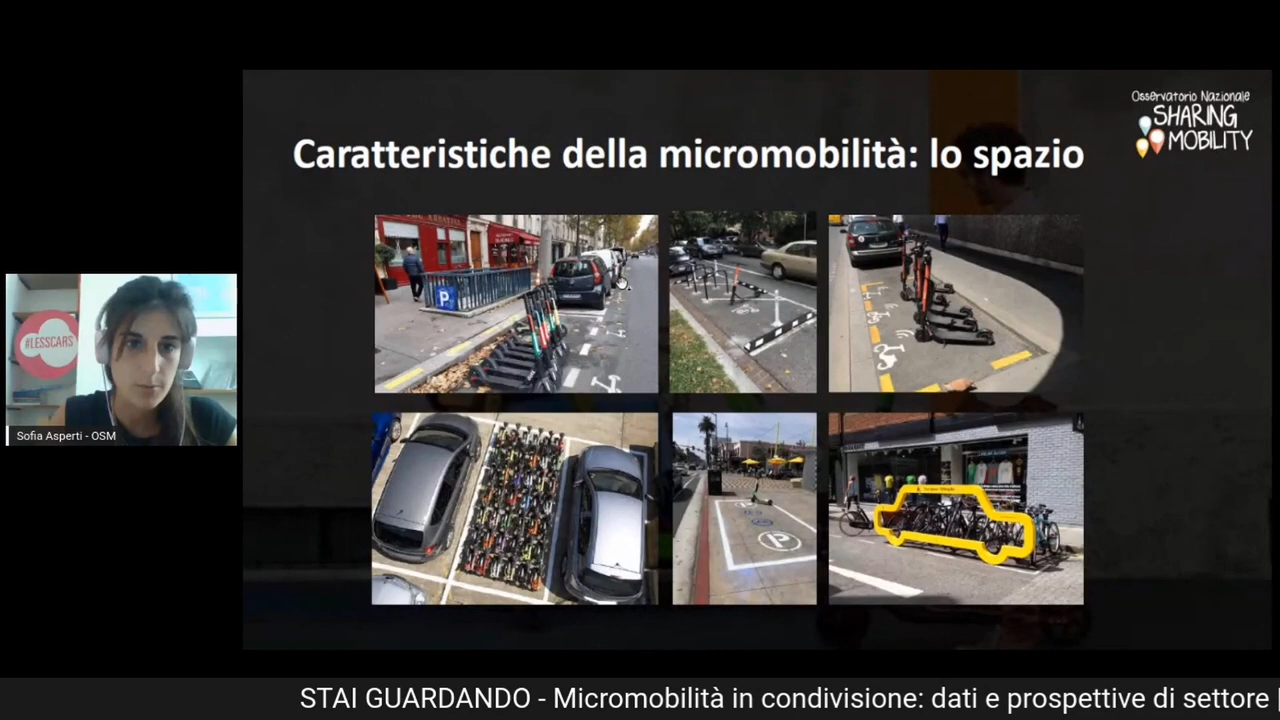 Osservatorio Nazionale
SHARING
MOBILITY
Caratteristiche della micromobilità: lo spazio
P
#LESSCARS
Sofia Asperti - OSM
P
STAI GUARDANDO - Micromobilità in condivisione: dati e prospettive di settore